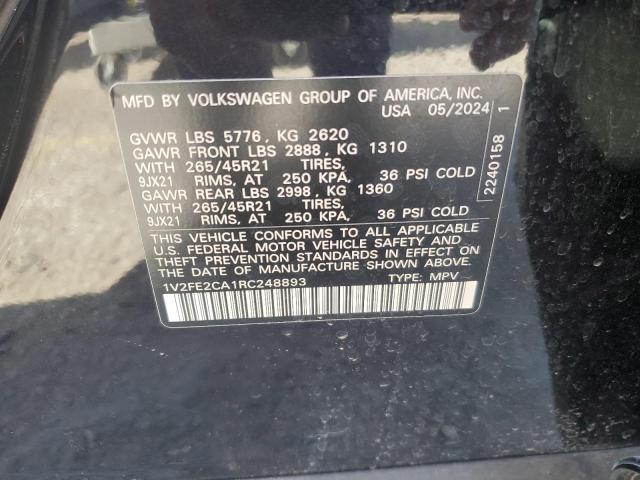 MFD BY VOLKSWAGEN GROUP OF AMERICA, INC.
USA 05/2024 1
GVWR LBS 5776, KG 2620
GAWR FRONT LBS 2888, KG 1310
WITH 265/45R21 TIRES,
9JX21 RIMS, AT 250 KPA, 36 PSI COLD
GAWR REAR LBS 2998, KG 1360
WITH 265/45R21 TIRES,
9JX21 RIMS, AT 250 KPA, 36 PSI COLD
2240158
THIS VEHICLE CONFORMS TO ALL APPLICABLE
U.S. FEDERAL MOTOR VEHICLE SAFETY AND
THEFT PREVENTION STANDARDS IN EFFECT ON
THE DATE OF MANUFACTURE SHOWN ABOVE.
1V2FE2CA1RC248893 TYPE: MPV